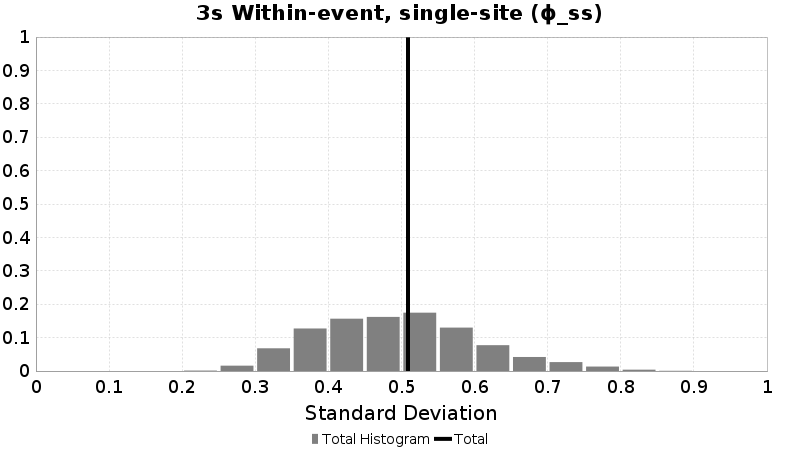 3s Within-event, single-site (ϕ_ss)
1
0.9
0.8
0.7
0.6
0.5
0.4
0.3
0.2
0.1
0
0 0.1 0.2 0.3 0.4 0.5 0.6 0.7 0.8 0.9 1
Standard Deviation
Total Histogram Total